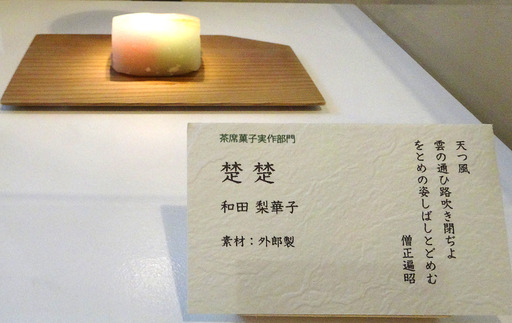 茶席菓子実作部門
楚楚
和田 梨華子
素材：外郎製
天つ風
雲の通ひ路吹き閉ぢよ
をとめの姿しばしとどめむ
僧正遍昭